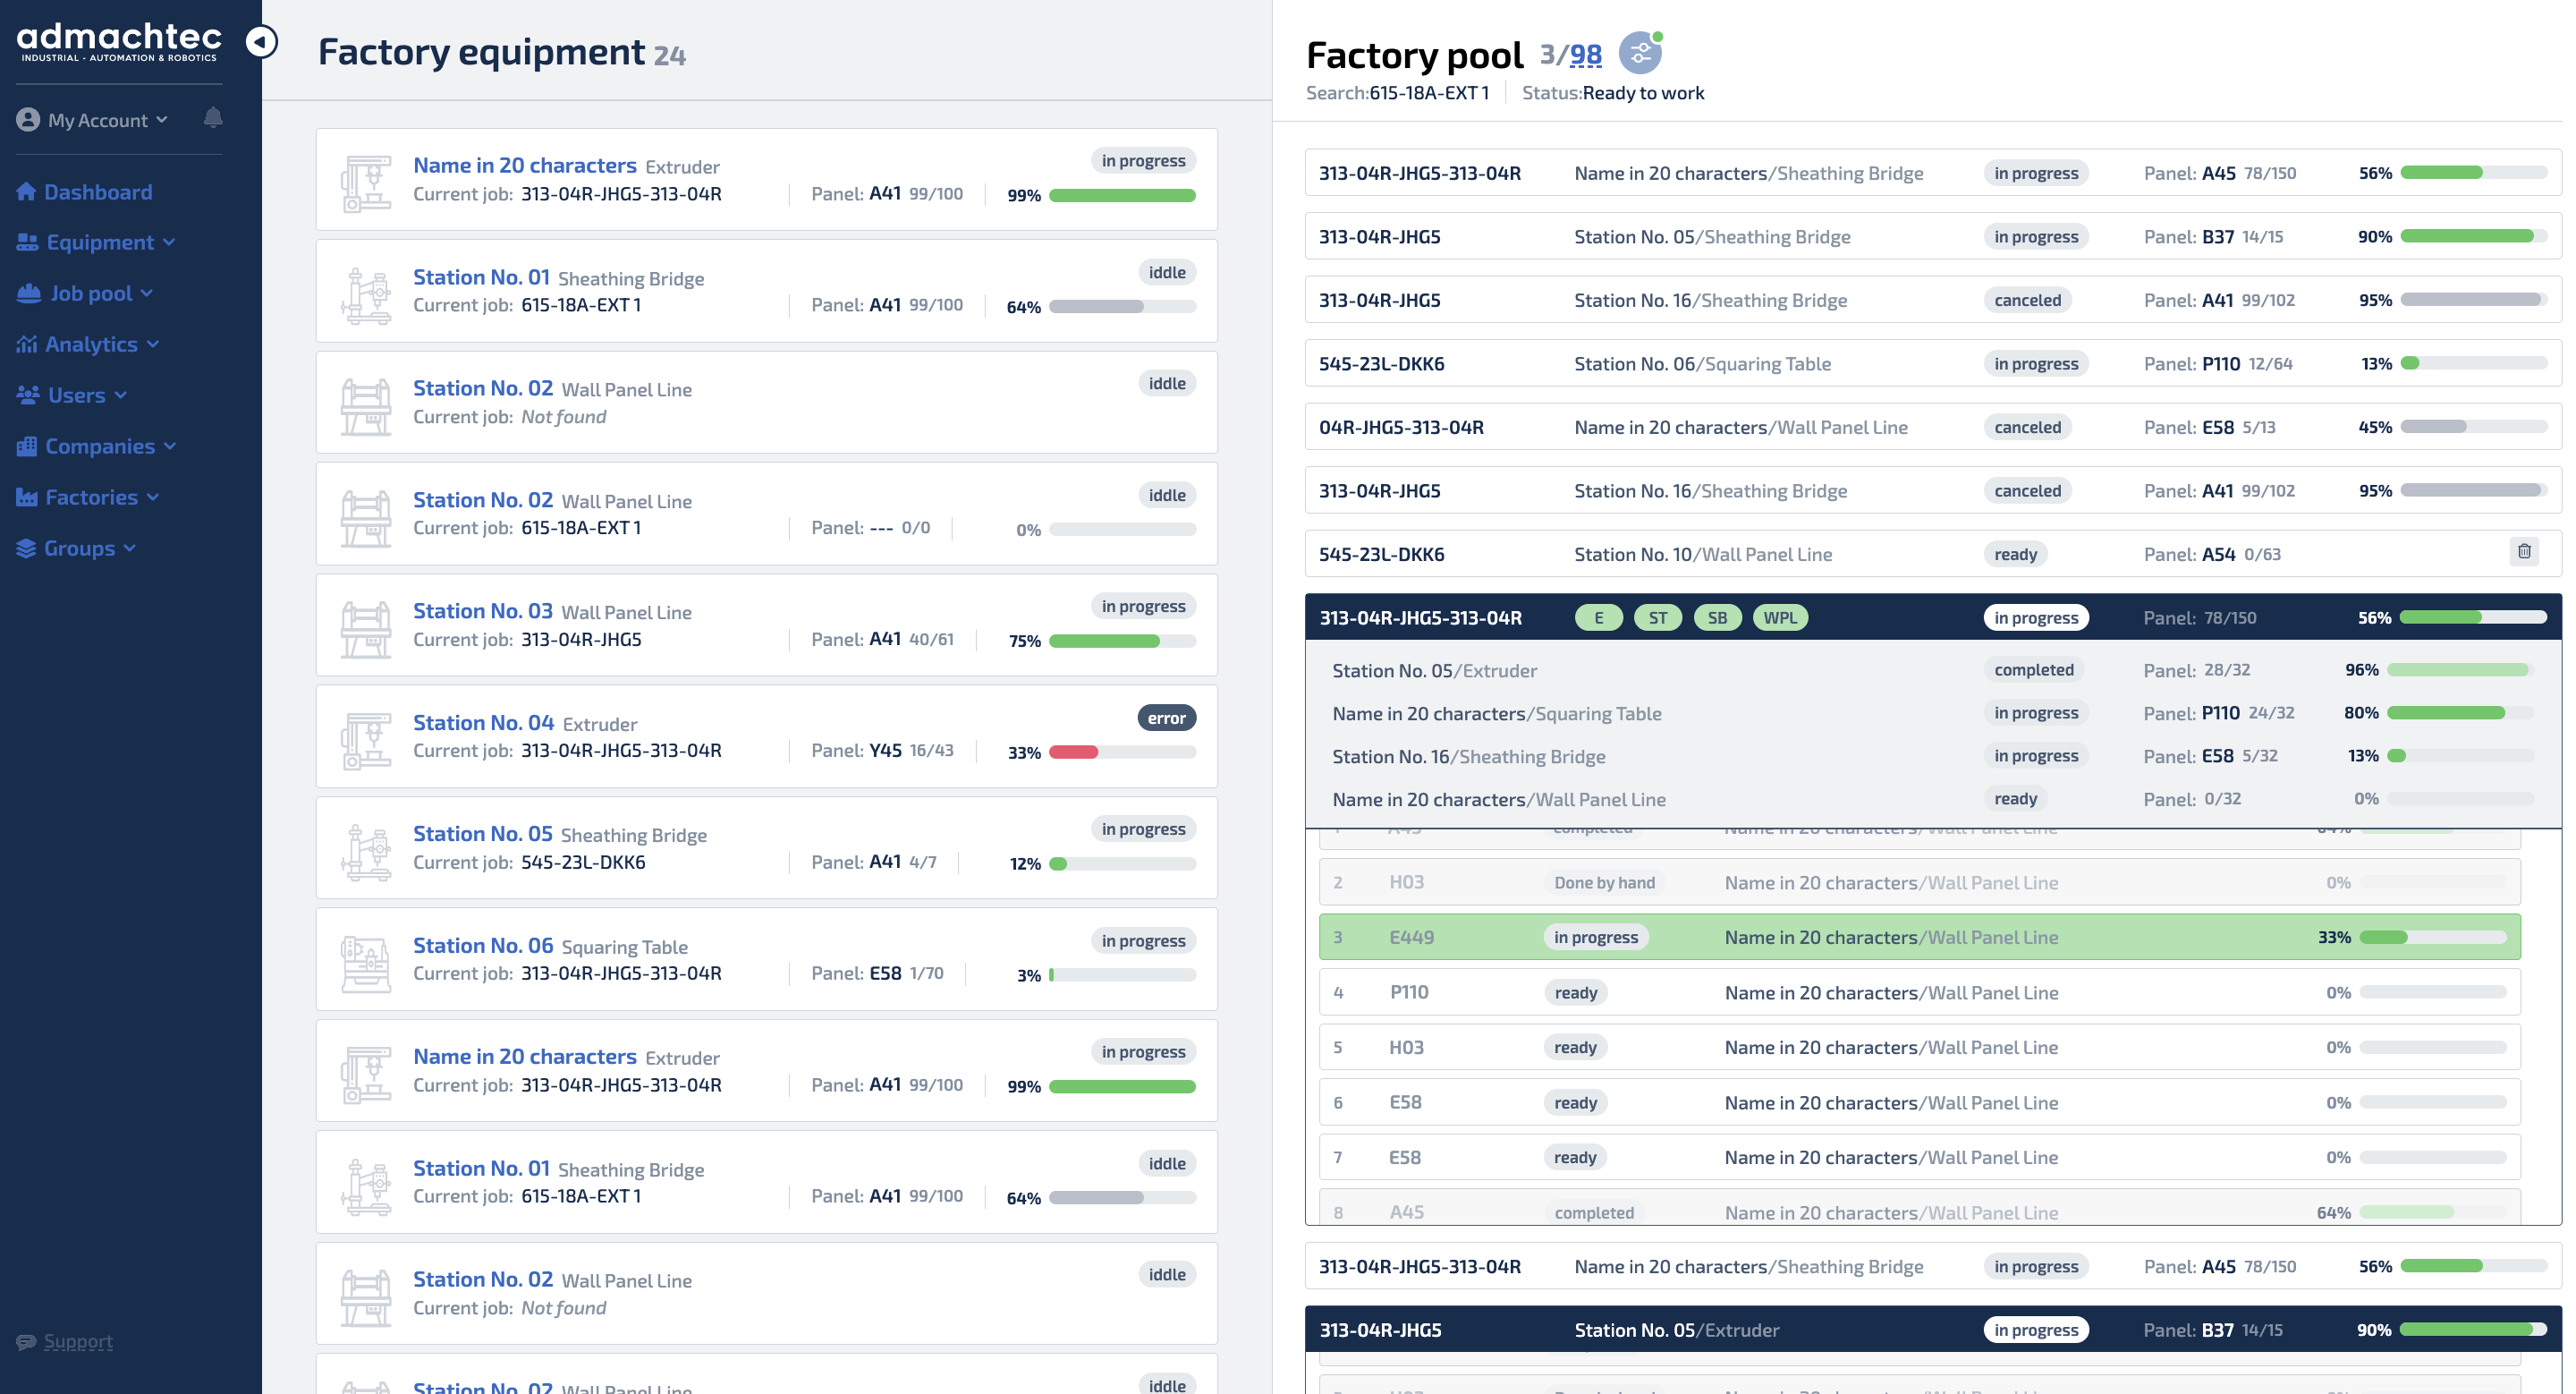 admachtec
INDUSTRIAL - AUTOMATION & ROBOTICS
My Account
Dashboard
Equipment
Job pool
Analytics
Users
Companies
Factories
Groups
Support
Factory equipment 24
Name in 20 characters Extruder
in progress
Current job: 313-04R-JHG5-313-04R Panel: A41 99/100 99%
Station No. 01 Sheathing Bridge
iddle
Current job: 615-18A-EXT 1 Panel: A41 99/100 64%
Station No. 02 Wall Panel Line
iddle
Current job: Not found
Station No. 02 Wall Panel Line
iddle
Current job: 615-18A-EXT 1 Panel: --- 0/0 0%
Station No. 03 Wall Panel Line
in progress
Current job: 313-04R-JHG5 Panel: A41 40/61 75%
Station No. 04 Extruder
error
Current job: 313-04R-JHG5-313-04R Panel: Y45 16/43 33%
Station No. 05 Sheathing Bridge
in progress
Current job: 545-23L-DKK6 Panel: A41 4/7 12%
Station No. 06 Squaring Table
in progress
Current job: 313-04R-JHG5-313-04R Panel: E58 1/70 3%
Name in 20 characters Extruder
in progress
Current job: 313-04R-JHG5-313-04R Panel: A41 99/100 99%
Station No. 01 Sheathing Bridge
iddle
Current job: 615-18A-EXT 1 Panel: A41 99/100 64%
Station No. 02 Wall Panel Line
iddle
Current job: Not found
Station No. 02 Wall Panel Line
iddle
Factory pool 3/98
Search:615-18A-EXT 1 Status:Ready to work
313-04R-JHG5-313-04R Name in 20 characters/Sheathing Bridge in progress Panel: A45 78/150 56%
313-04R-JHG5 Station No. 05/Sheathing Bridge in progress Panel: B37 14/15 90%
313-04R-JHG5 Station No. 16/Sheathing Bridge canceled Panel: A41 99/102 95%
545-23L-DKK6 Station No. 06/Squaring Table in progress Panel: P110 12/64 13%
04R-JHG5-313-04R Name in 20 characters/Wall Panel Line canceled Panel: E58 5/13 45%
313-04R-JHG5 Station No. 16/Sheathing Bridge canceled Panel: A41 99/102 95%
545-23L-DKK6 Station No. 10/Wall Panel Line ready Panel: A54 0/63
313-04R-JHG5-313-04R E ST SB WPL in progress Panel: 78/150 56%
Station No. 05/Extruder completed Panel: 28/32 96%
Name in 20 characters/Squaring Table in progress Panel: P110 24/32 80%
Station No. 16/Sheathing Bridge in progress Panel: E58 5/32 13%
Name in 20 characters/Wall Panel Line ready Panel: 0/32 0%
1 A45 completed Name in 20 characters/Wall Panel Line 64%
2 H03 Done by hand Name in 20 characters/Wall Panel Line 0%
3 E449 in progress Name in 20 characters/Wall Panel Line 33%
4 P110 ready Name in 20 characters/Wall Panel Line 0%
5 H03 ready Name in 20 characters/Wall Panel Line 0%
6 E58 ready Name in 20 characters/Wall Panel Line 0%
7 E58 ready Name in 20 characters/Wall Panel Line 0%
8 A45 completed Name in 20 characters/Wall Panel Line 64%
313-04R-JHG5-313-04R Name in 20 characters/Sheathing Bridge in progress Panel: A45 78/150 56%
313-04R-JHG5 Station No. 05/Extruder in progress Panel: B37 14/15 90%